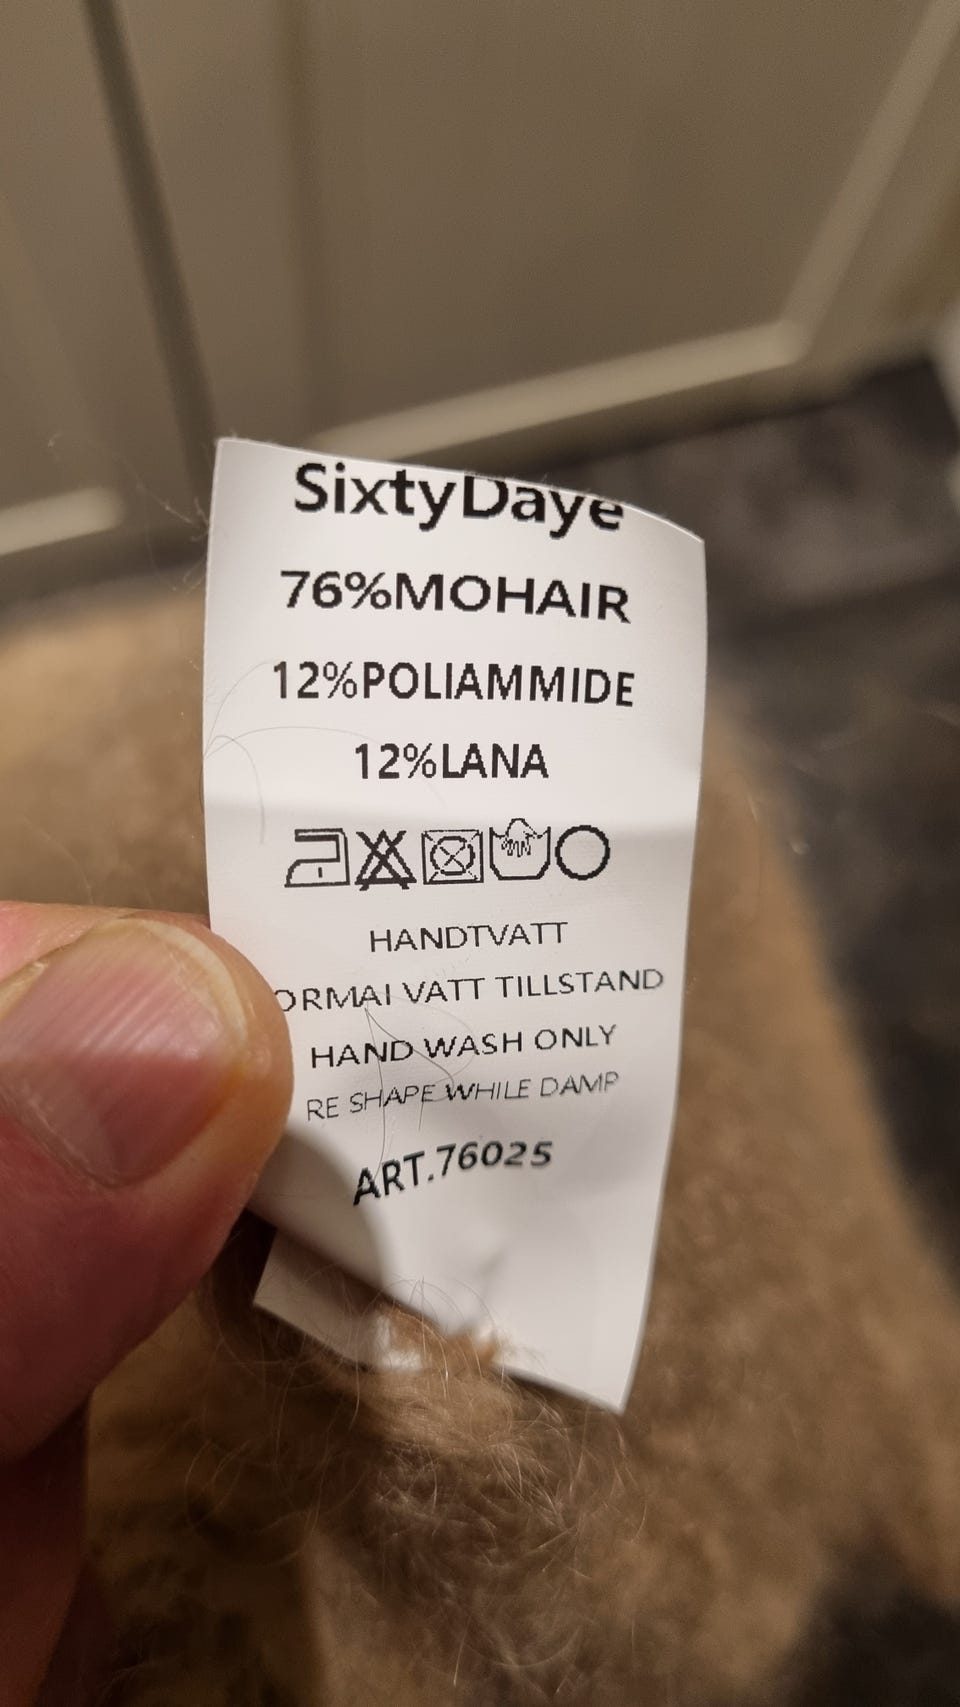 SixtyDaye
76%MOHAIR
12%POLIAMMIDE
12%LANA
HANDTVATT
ORMAI VATT TILLSTAND
HAND WASH ONLY
RE SHAPE WHILE DAMP
ART.76025